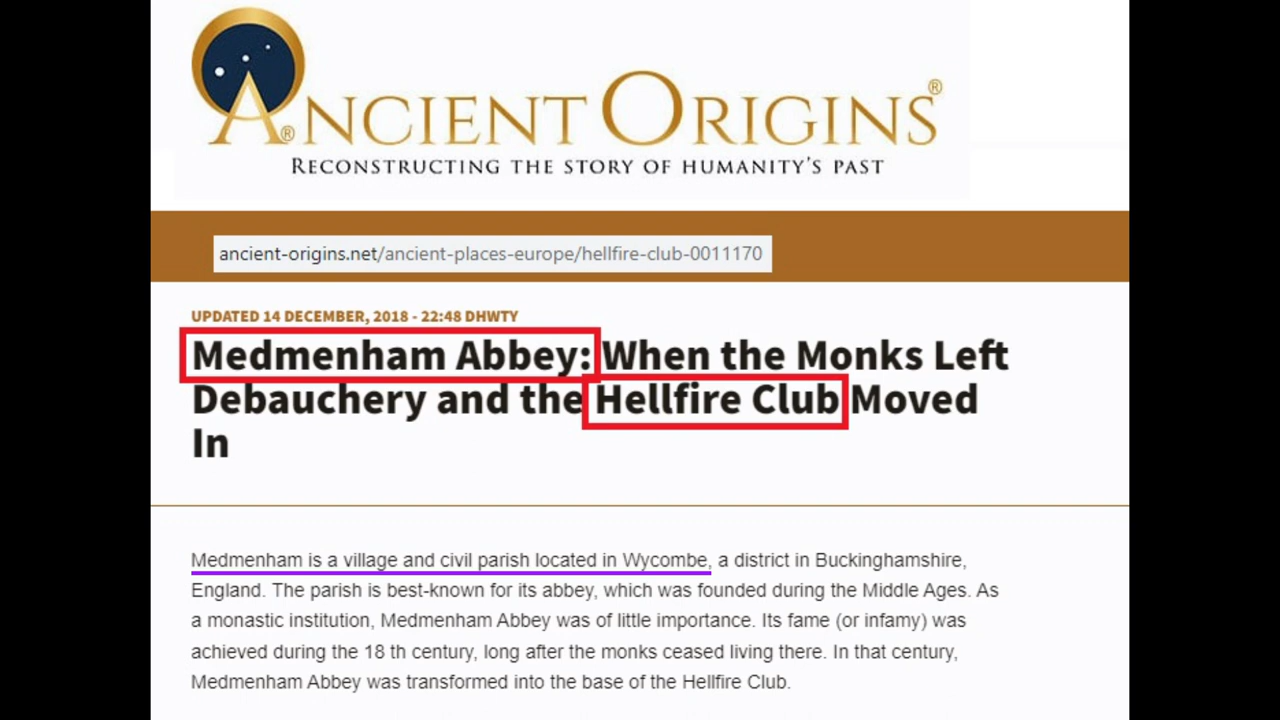 ANCIENT ORIGINS®
®
RECONSTRUCTING THE STORY OF HUMANITY'S PAST
ancient-origins.net/ancient-places-europe/hellfire-club-0011170
UPDATED 14 DECEMBER, 2018 - 22:48 DHWTY
Medmenham Abbey: When the Monks Left
Debauchery and the Hellfire Club Moved
In
Medmenham is a village and civil parish located in Wycombe, a district in Buckinghamshire,
England. The parish is best-known for its abbey, which was founded during the Middle Ages. As
a monastic institution, Medmenham Abbey was of little importance. Its fame (or infamy) was
achieved during the 18 th century, long after the monks ceased living there. In that century,
Medmenham Abbey was transformed into the base of the Hellfire Club.